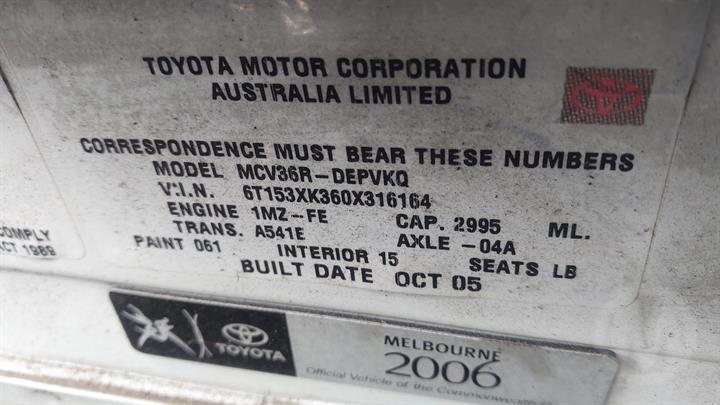 TOYOTA MOTOR CORPORATION
AUSTRALIA LIMITED
CORRESPONDENCE MUST BEAR THESE NUMBERS
MODEL MCV36R-DEPVKQ
V.I.N. 6T153XK360X316164
ENGINE 1MZ-FE CAP. 2995 ML.
TRANS. A541E AXLE -04A
PAINT 061 INTERIOR 15 SEATS LB
BUILT DATE OCT 05
COMPLY
ACT 1989
TOYOTA
MELBOURNE
2006
Official Vehicle of the Commonwealth